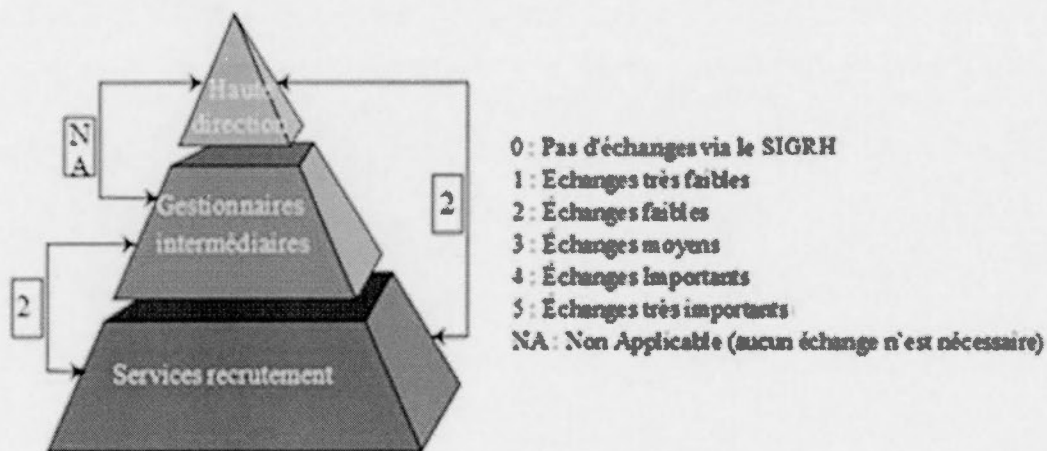 Haute
direction
N
A
Gestionnaires
intermédiaires
2
2
Services recrutement
0 : Pas d'échanges via le SIGRH
1 : Echanges très faibles
2 : Échanges faibles
3 : Échanges moyens
4 : Échanges Importants
5 : Échanges très importants
NA : Non Applicable (aucun échange n'est nécessaire)